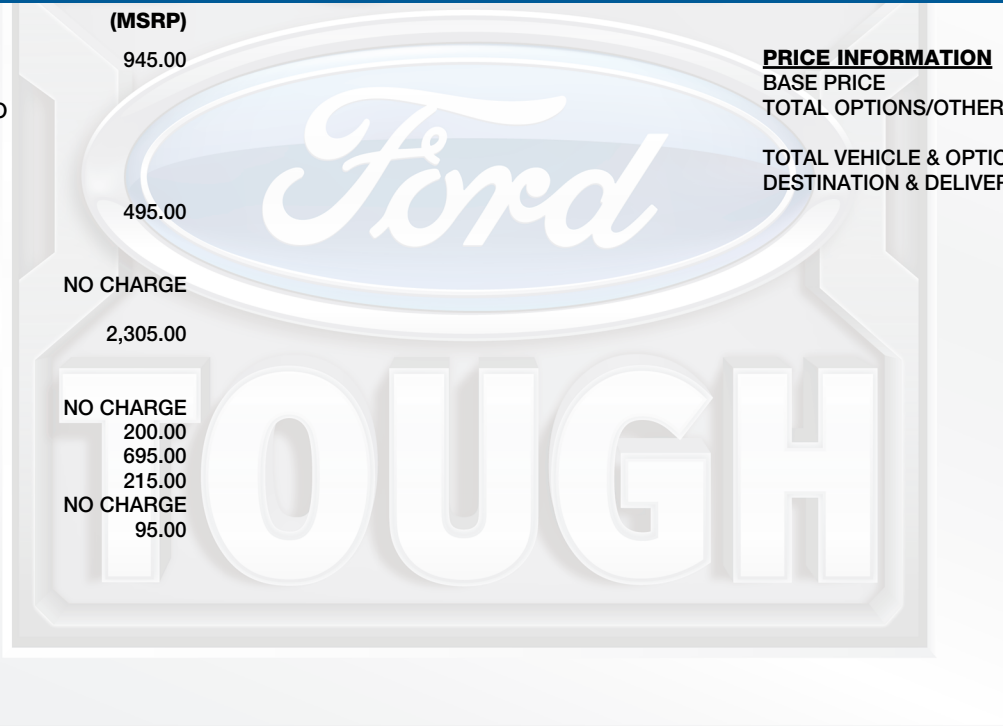 (MSRP)
945.00
495.00
NO CHARGE
2,305.00
NO CHARGE
200.00
695.00
215.00
NO CHARGE
95.00
PRICE INFORMATION
BASE PRICE
TOTAL OPTIONS/OTHER
TOTAL VEHICLE & OPTIO
DESTINATION & DELIVER
Ford
TOUGH